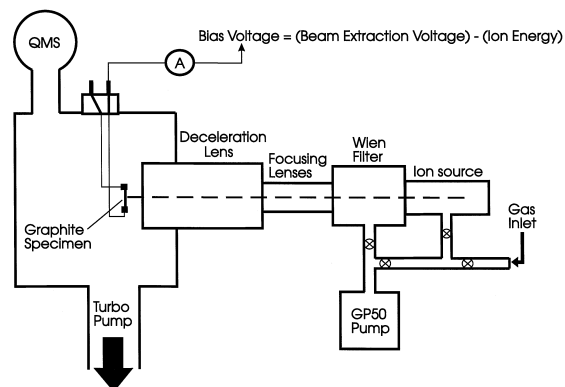 QMS
Bias Voltage = (Beam Extraction Voltage) - (Ion Energy)
A
Deceleration
Lens
Focusing
Lenses
Wien
Filter
Ion source
Gas
Inlet
Graphite
Specimen
Turbo
Pump
GP50
Pump